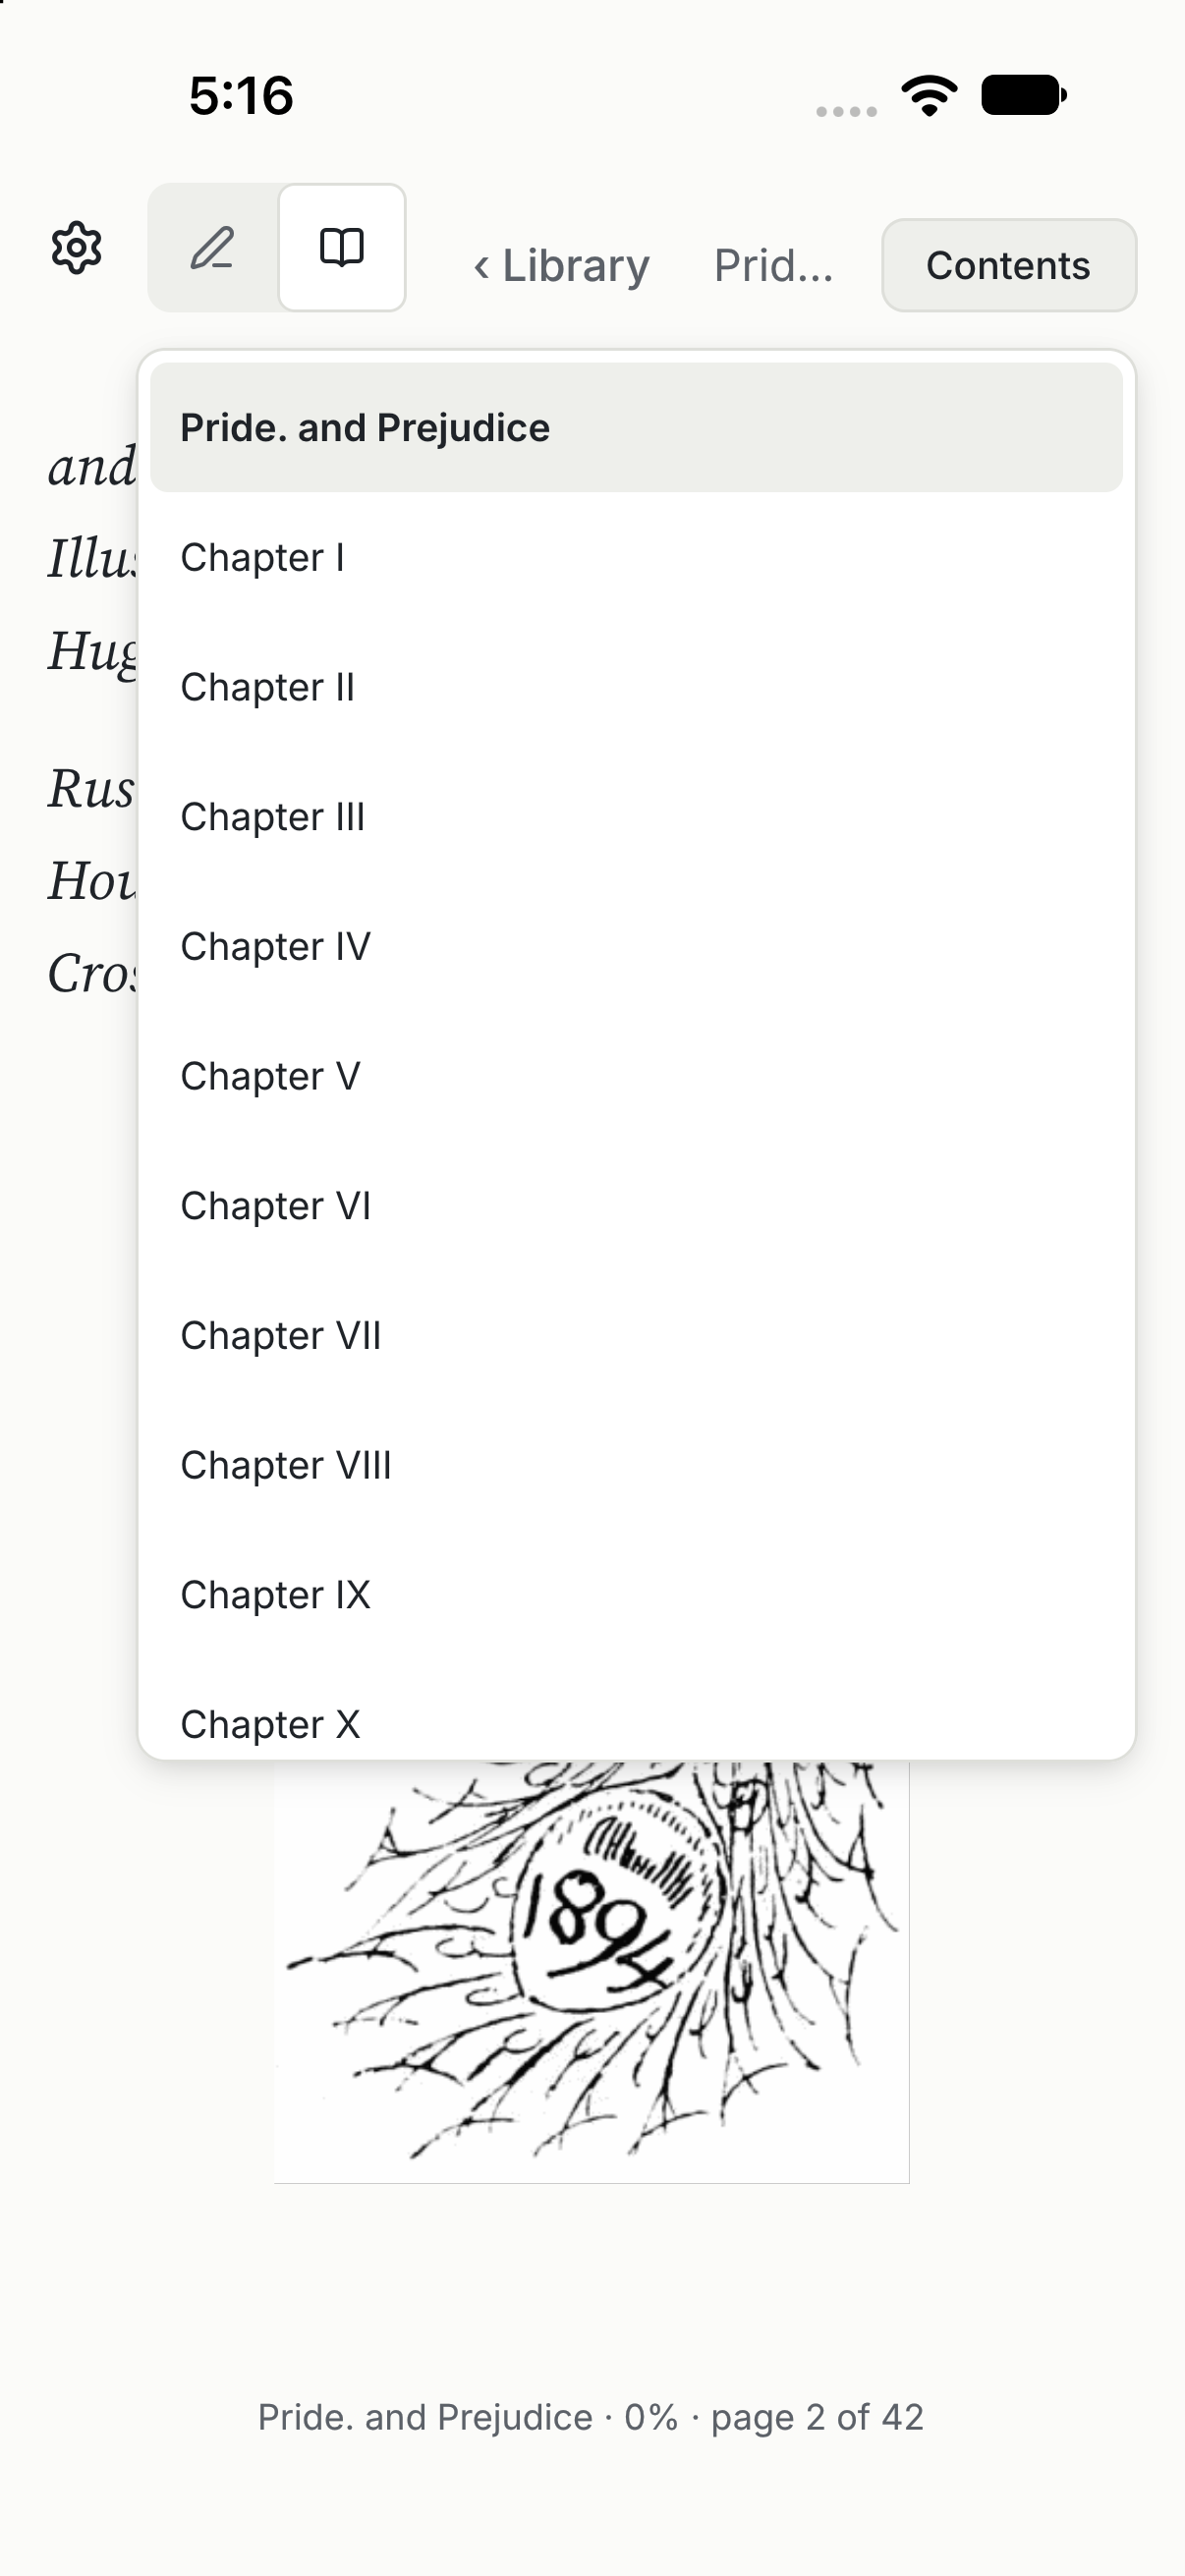 5:16
‹ Library Prid... Contents
Pride. and Prejudice
Chapter I
Chapter II
Chapter III
Chapter IV
Chapter V
Chapter VI
Chapter VII
Chapter VIII
Chapter IX
Chapter X
and
1894
Pride. and Prejudice · 0% · page 2 of 42